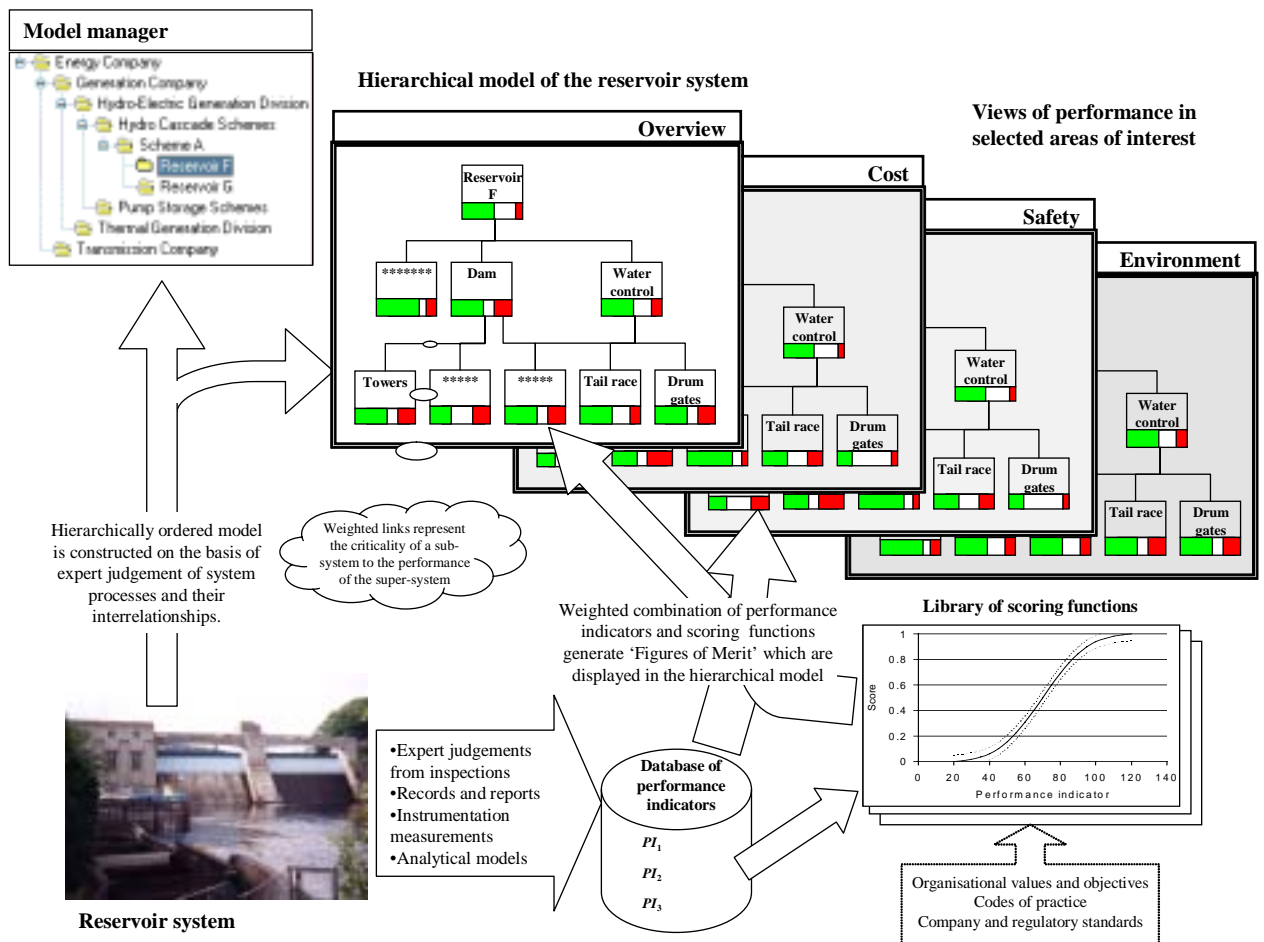 Model manager
Energy Company
Generation Company
Hydro-Electric Generation Division
Hydro Cascade Schemes
Scheme A
Reservoir F
Reservoir G
Pump Storage Schemes
Thermal Generation Division
Transmission Company
Hierarchical model of the reservoir system
Views of performance in
selected areas of interest
Overview
Reservoir
F
*******
Dam
Water
control
Towers
*****
*****
Tail race
Drum
gates
Cost
Water
control
Tail race
Drum
gates
Safety
Water
control
Tail race
Drum
gates
Environment
Water
control
Tail race
Drum
gates
Hierarchically ordered model
is constructed on the basis of
expert judgement of system
processes and their
interrelationships.
Weighted links represent
the criticality of a sub-
system to the performance
of the super-system
Weighted combination of performance
indicators and scoring functions
generate ‘Figures of Merit’ which are
displayed in the hierarchical model
Library of scoring functions
Score
1
0.8
0.6
0.4
0.2
0
0 20 40 60 80 100 120 140
Performance indicator
•Expert judgements
from inspections
•Records and reports
•Instrumentation
measurements
•Analytical models
Database of
performance
indicators
PI1
PI2
PI3
Organisational values and objectives
Codes of practice
Company and regulatory standards
Reservoir system